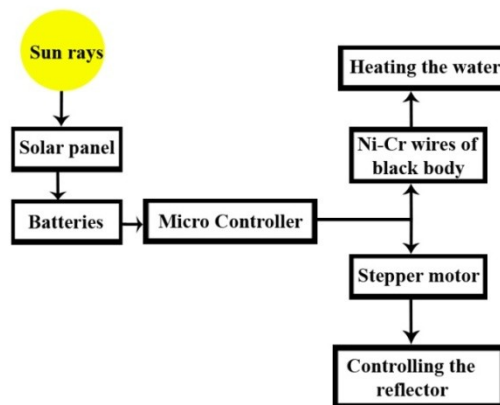 Sun rays
Solar panel
Batteries
Micro Controller
Heating the water
Ni-Cr wires of
black body
Stepper motor
Controlling the
reflector